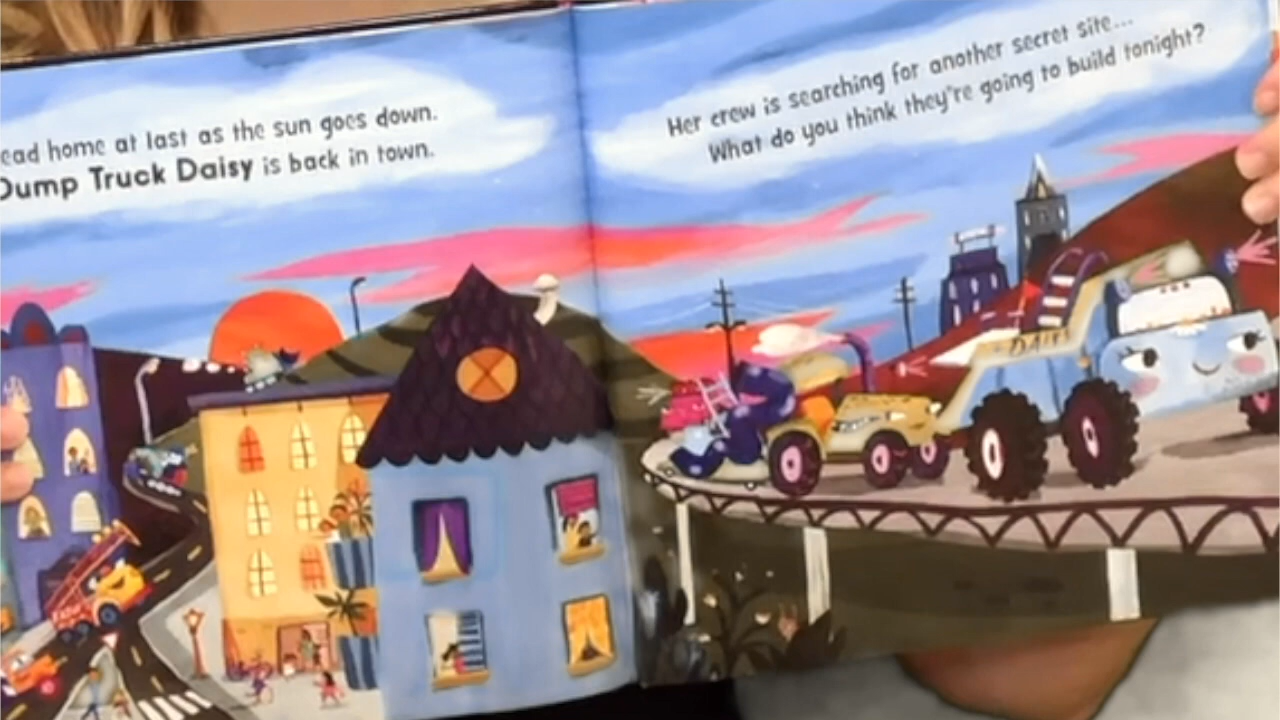 ead home at last as the sun goes down.
Dump Truck Daisy is back in town.
Her crew is searching for another secret site...
What do you think they're going to build tonight?
DAISY